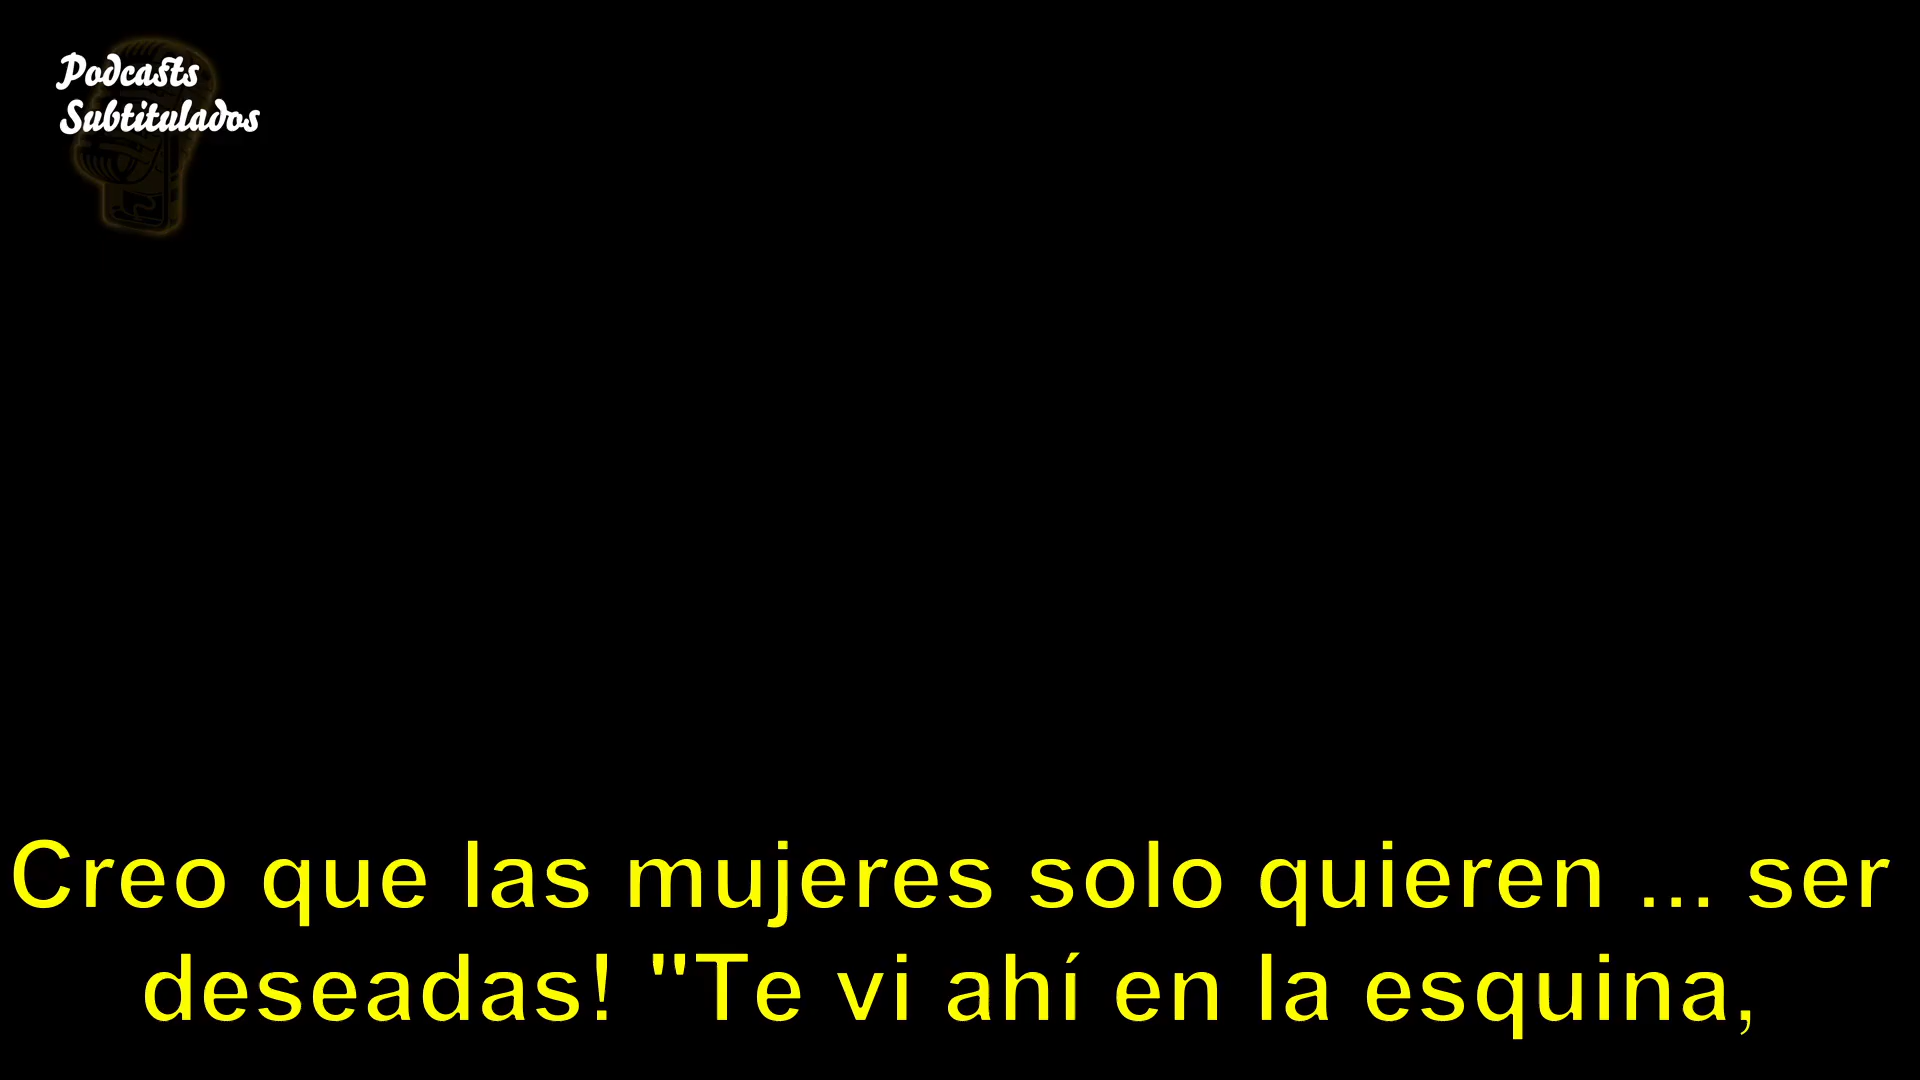 Podcasts
Subtitulados
Creo que las mujeres solo quieren ... ser
deseadas! "Te vi ahí en la esquina,